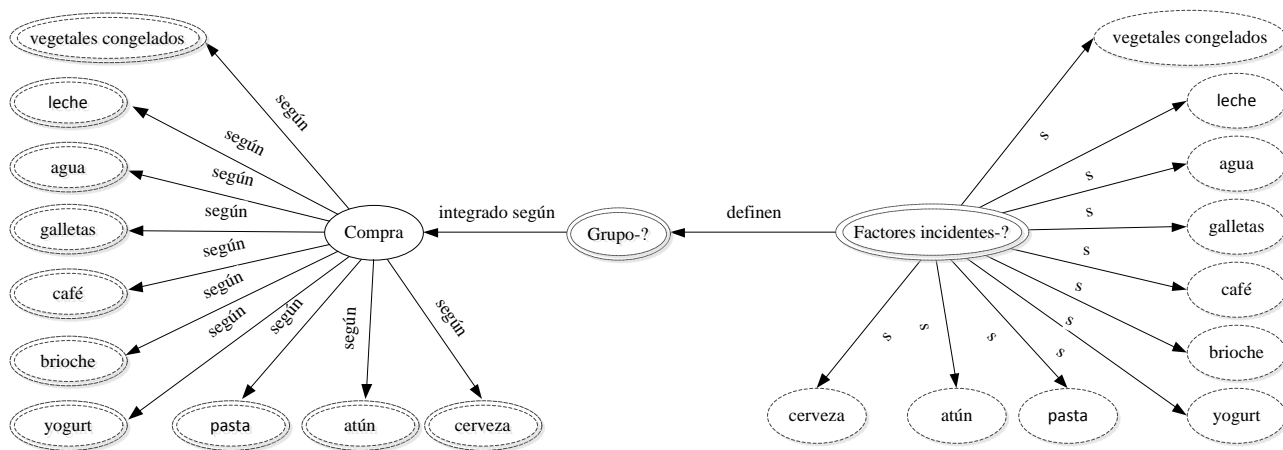 vegetales congelados
leche
agua
galletas
café
brioche
yogurt
pasta
atún
cerveza
según
según
según
según
según
según
según
según
según
según
Compra
integrado según
Grupo-?
definen
Factores incidentes-?
s
s
s
s
s
s
s
s
s
s
vegetales congelados
leche
agua
galletas
café
brioche
yogurt
pasta
atún
cerveza